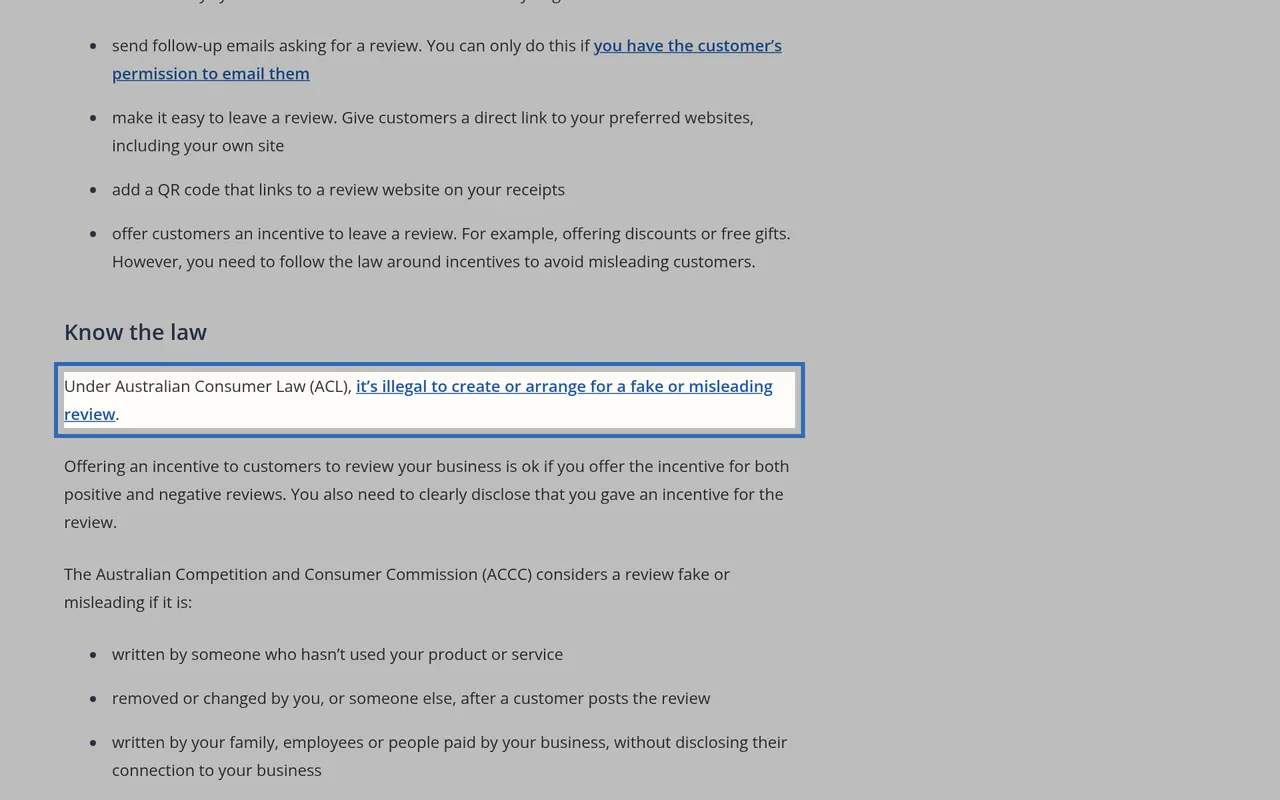 send follow-up emails asking for a review. You can only do this if you have the customer’s
permission to email them
make it easy to leave a review. Give customers a direct link to your preferred websites,
including your own site
add a QR code that links to a review website on your receipts
offer customers an incentive to leave a review. For example, offering discounts or free gifts.
However, you need to follow the law around incentives to avoid misleading customers.
Know the law
Under Australian Consumer Law (ACL), it’s illegal to create or arrange for a fake or misleading
review.
Offering an incentive to customers to review your business is ok if you offer the incentive for both
positive and negative reviews. You also need to clearly disclose that you gave an incentive for the
review.
The Australian Competition and Consumer Commission (ACCC) considers a review fake or
misleading if it is:
written by someone who hasn’t used your product or service
removed or changed by you, or someone else, after a customer posts the review
written by your family, employees or people paid by your business, without disclosing their
connection to your business